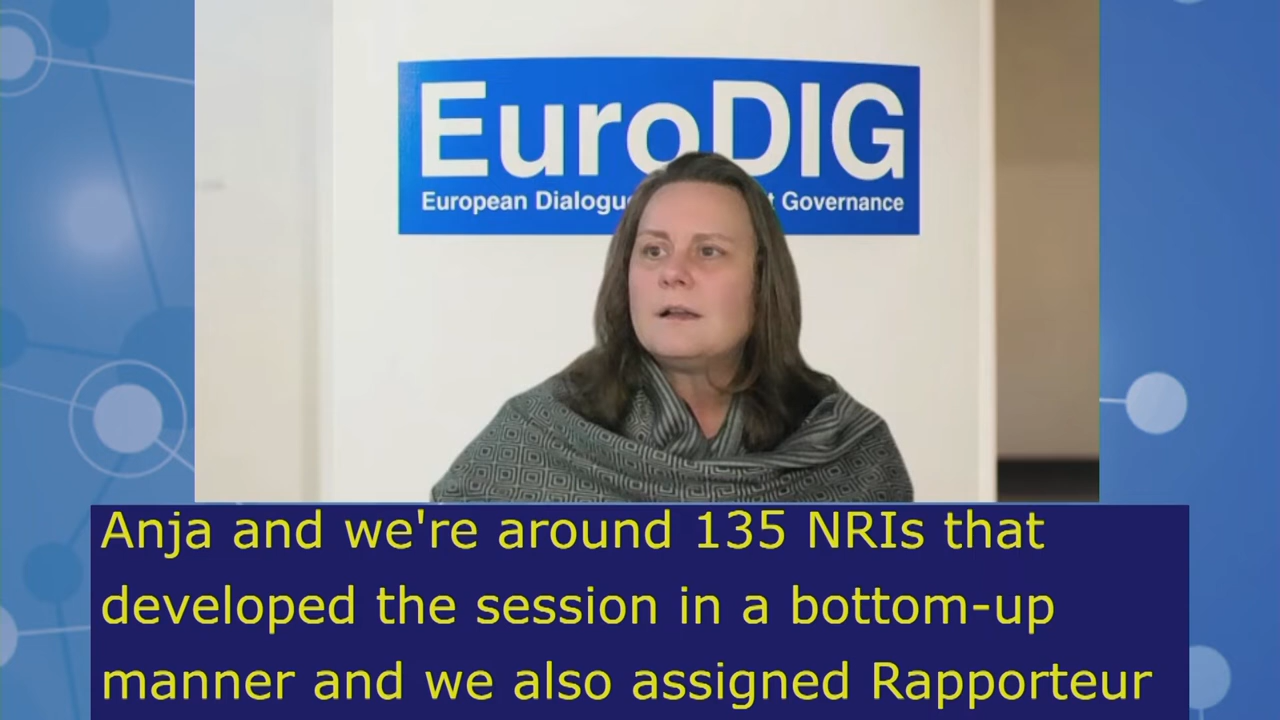 EuroDIG
European Dialogu t Governance
Anja and we're around 135 NRIs that
developed the session in a bottom-up
manner and we also assigned Rapporteur